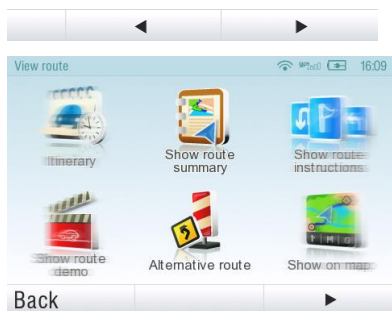 View route
16:09
Itinerary
Show route
summary
Show route
instructions
Show route
demo
Alternative route
Show on map
Back